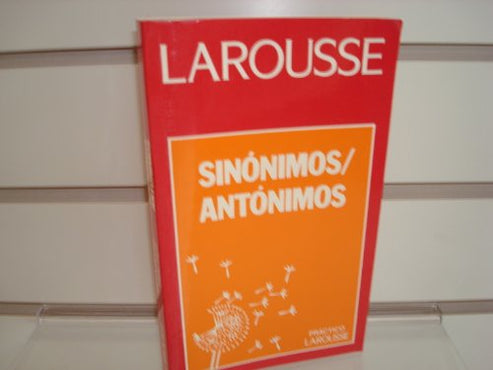 LAROUSSE
SINÓNIMOS/
ANTÓNIMOS
PRÁCTICO
LAROUSSE